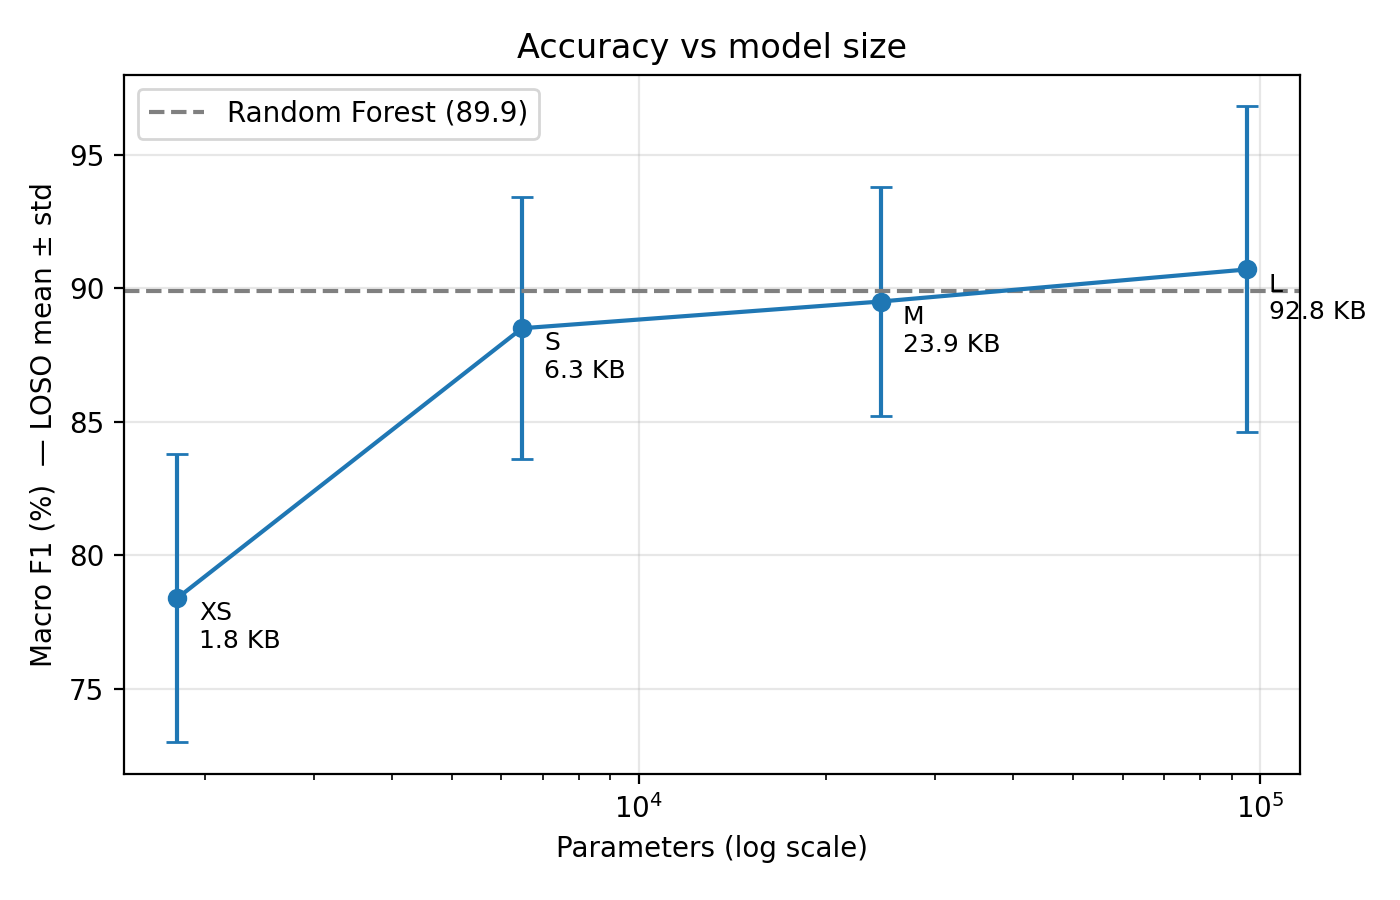 Accuracy vs model size
Random Forest (89.9)
Macro F1 (%) — LOSO mean ± std
95
90
85
80
75
XS
1.8 KB
S
6.3 KB
M
23.9 KB
L
92.8 KB
10⁴
10⁵
Parameters (log scale)